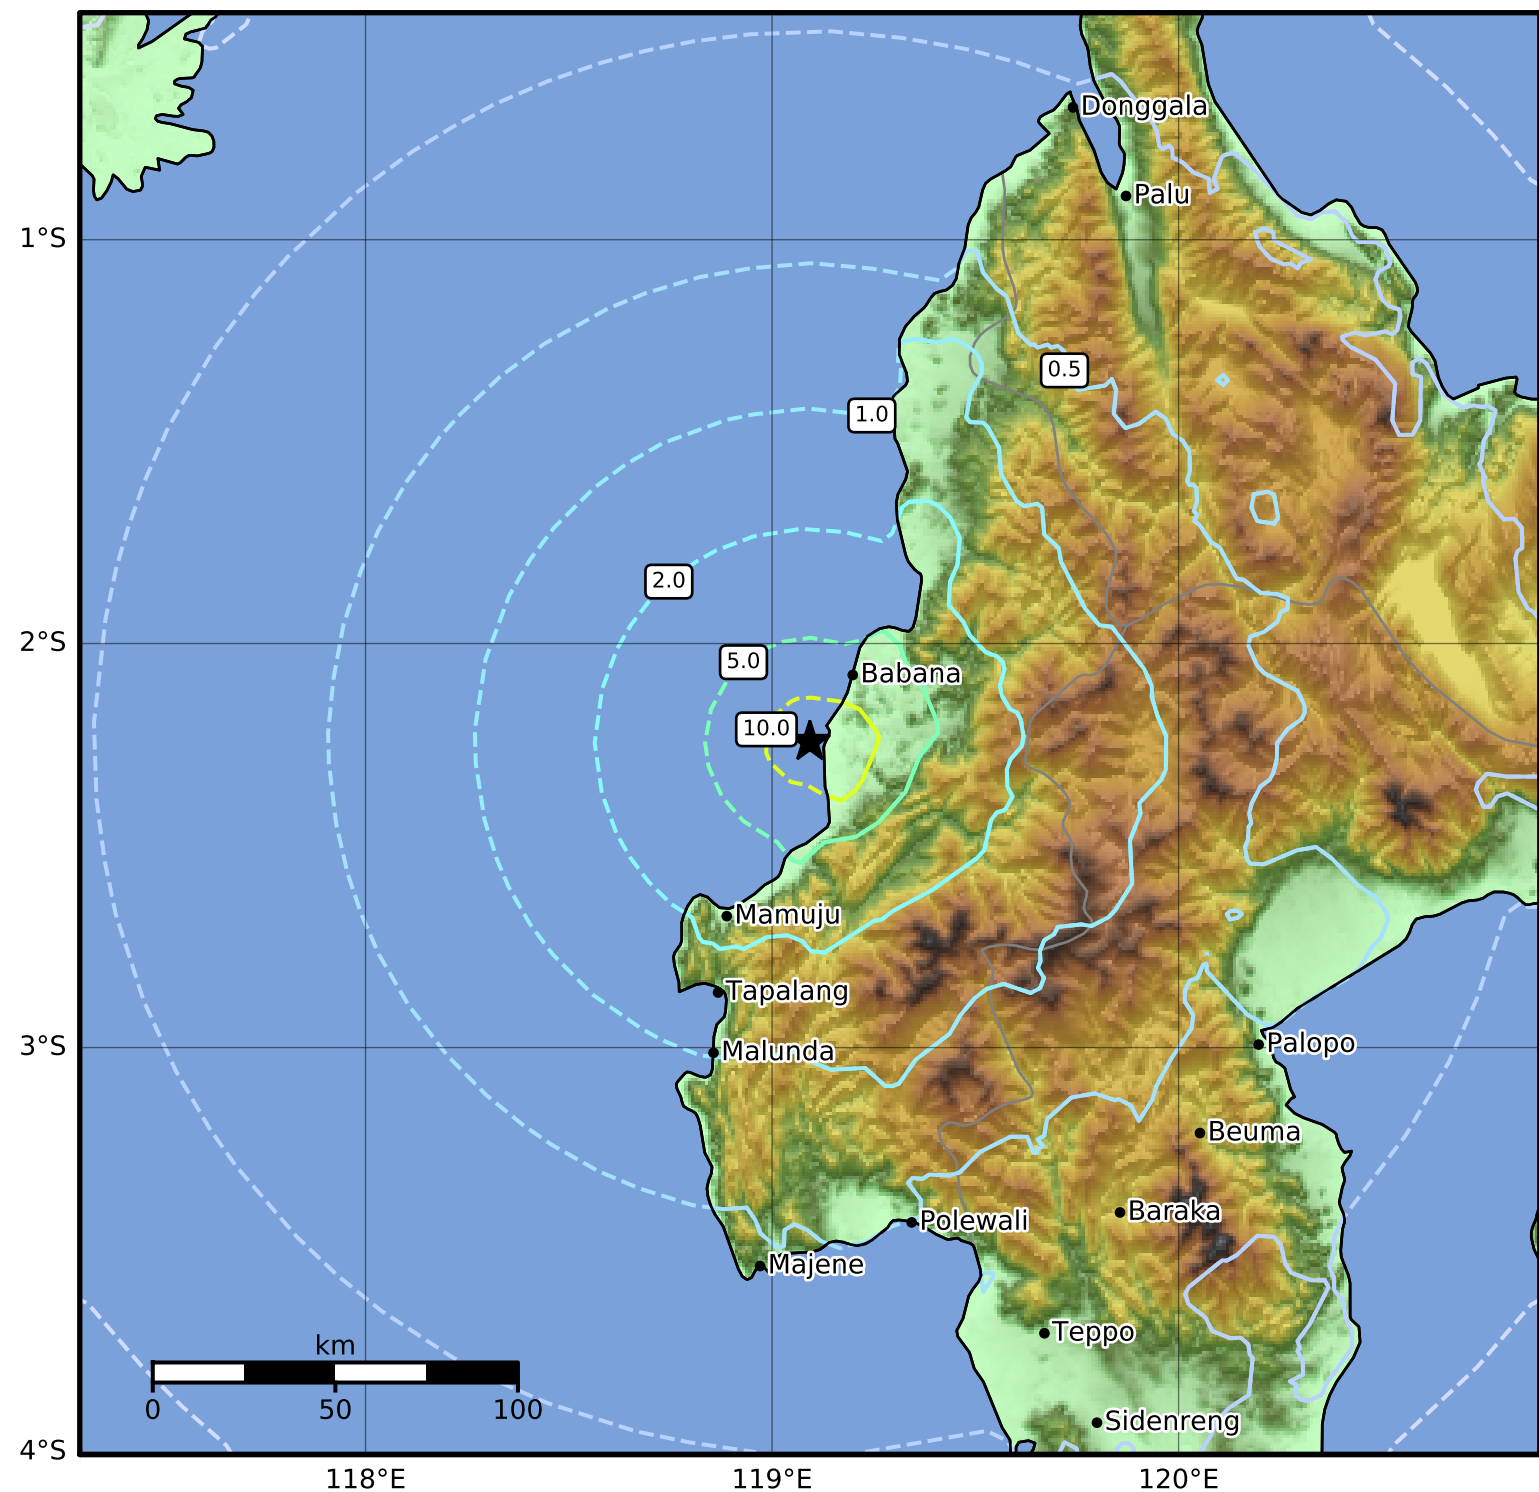 Donggala
Palu
1°S
0.5
1.0
2.0
2°S
5.0
Babana
10.0
Mamuju
Tapalang
3°S
Malunda
Palopo
Beuma
Baraka
Polewali
Majene
Teppo
km
0 50 100
Sidenreng
4°S
118°E 119°E 120°E